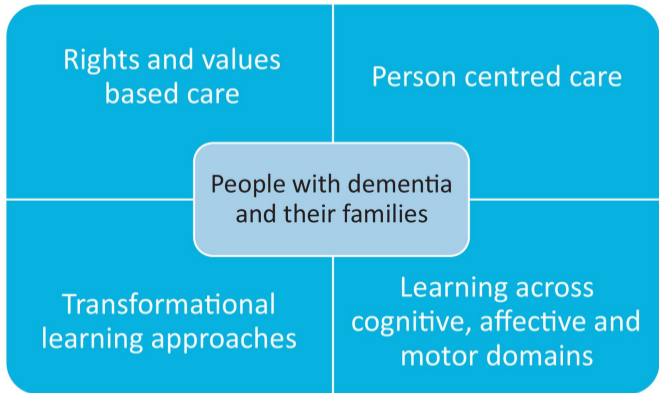 Rights and values
based care
Person centred care
People with dementia
and their families
Transformational
learning approaches
Learning across
cognitive, affective and
motor domains